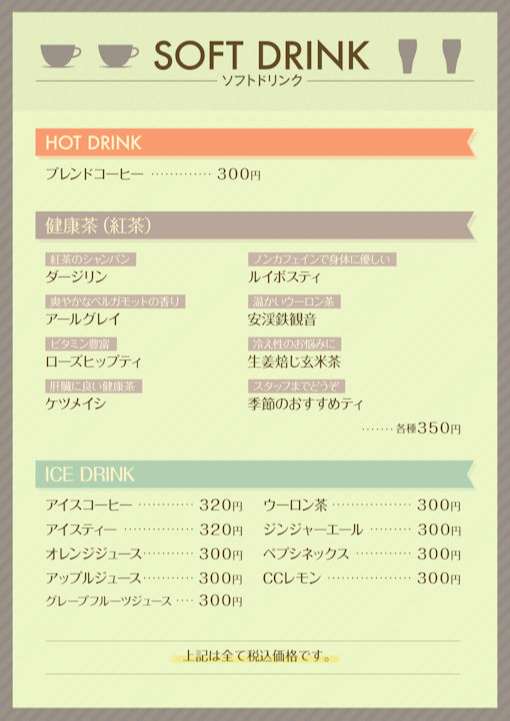 SOFT DRINK
ソフトドリンク
HOT DRINK
ブレンドコーヒー ············· 300円
健康茶(紅茶)
紅茶のシャンパン
ダージリン
爽やかなベルガモットの香り
アールグレイ
ビタミン豊富
ローズヒップティ
肝臓に良い健康茶
ケツメイシ
ノンカフェインで身体に優しい
ルイボスティ
温かいウーロン茶
安渓鉄観音
冷え性のお悩みに
生姜焙じ玄米茶
スタッフまでどうぞ
季節のおすすめティ
·······各種350円
ICE DRINK
アイスコーヒー ············ 320円
アイスティー ··············· 320円
オレンジジュース ··········· 300円
アップルジュース ··········· 300円
グレープフルーツジュース ···· 300円
ウーロン茶 ················· 300円
ジンジャーエール ········· 300円
ペプシネックス ············ 300円
CCレモン ·················· 300円
上記は全て税込価格です。